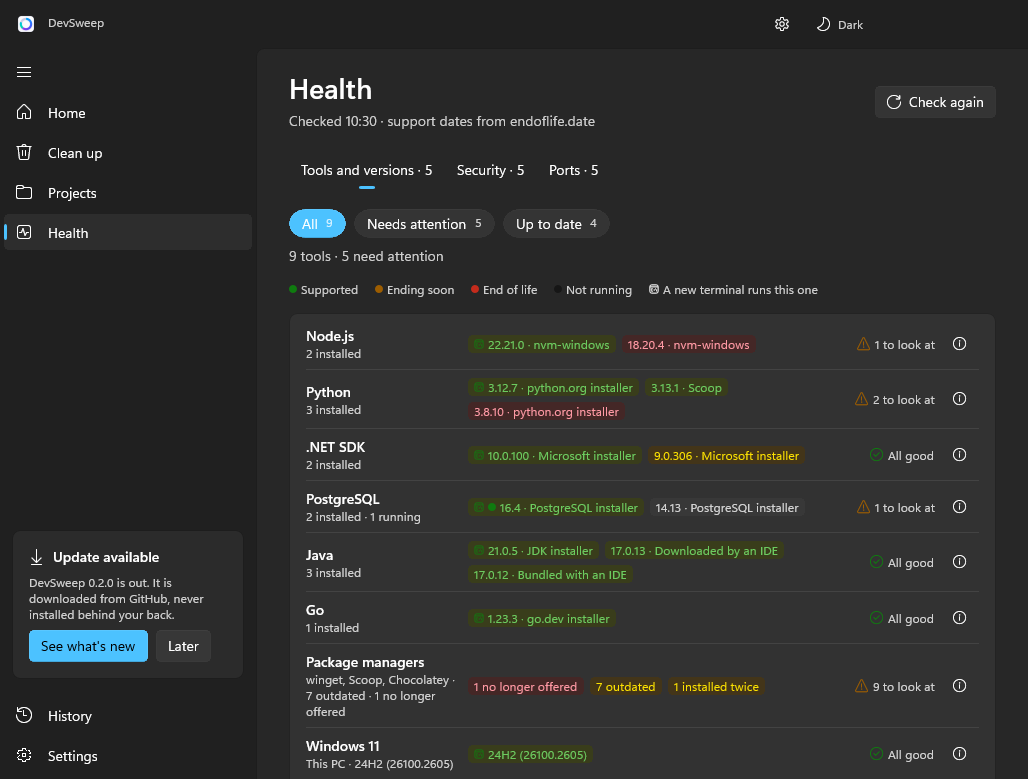 DevSweep
Dark
Home
Clean up
Projects
Health
Update available
DevSweep 0.2.0 is out. It is
downloaded from GitHub, never
installed behind your back.
See what's new
Later
History
Settings
Health
Checked 10:30 · support dates from endoflife.date
Check again
Tools and versions · 5
Security · 5
Ports · 5
All 9
Needs attention 5
Up to date 4
9 tools · 5 need attention
Supported
Ending soon
End of life
Not running
A new terminal runs this one
Node.js
2 installed
22.21.0 · nvm-windows
18.20.4 · nvm-windows
1 to look at
Python
3 installed
3.12.7 · python.org installer
3.13.1 · Scoop
3.8.10 · python.org installer
2 to look at
.NET SDK
2 installed
10.0.100 · Microsoft installer
9.0.306 · Microsoft installer
All good
PostgreSQL
2 installed · 1 running
16.4 · PostgreSQL installer
14.13 · PostgreSQL installer
1 to look at
Java
3 installed
21.0.5 · JDK installer
17.0.13 · Downloaded by an IDE
17.0.12 · Bundled with an IDE
All good
Go
1 installed
1.23.3 · go.dev installer
All good
Package managers
winget, Scoop, Chocolatey ·
7 outdated · 1 no longer
offered
1 no longer offered
7 outdated
1 installed twice
9 to look at
Windows 11
This PC · 24H2 (26100.2605)
24H2 (26100.2605)
All good